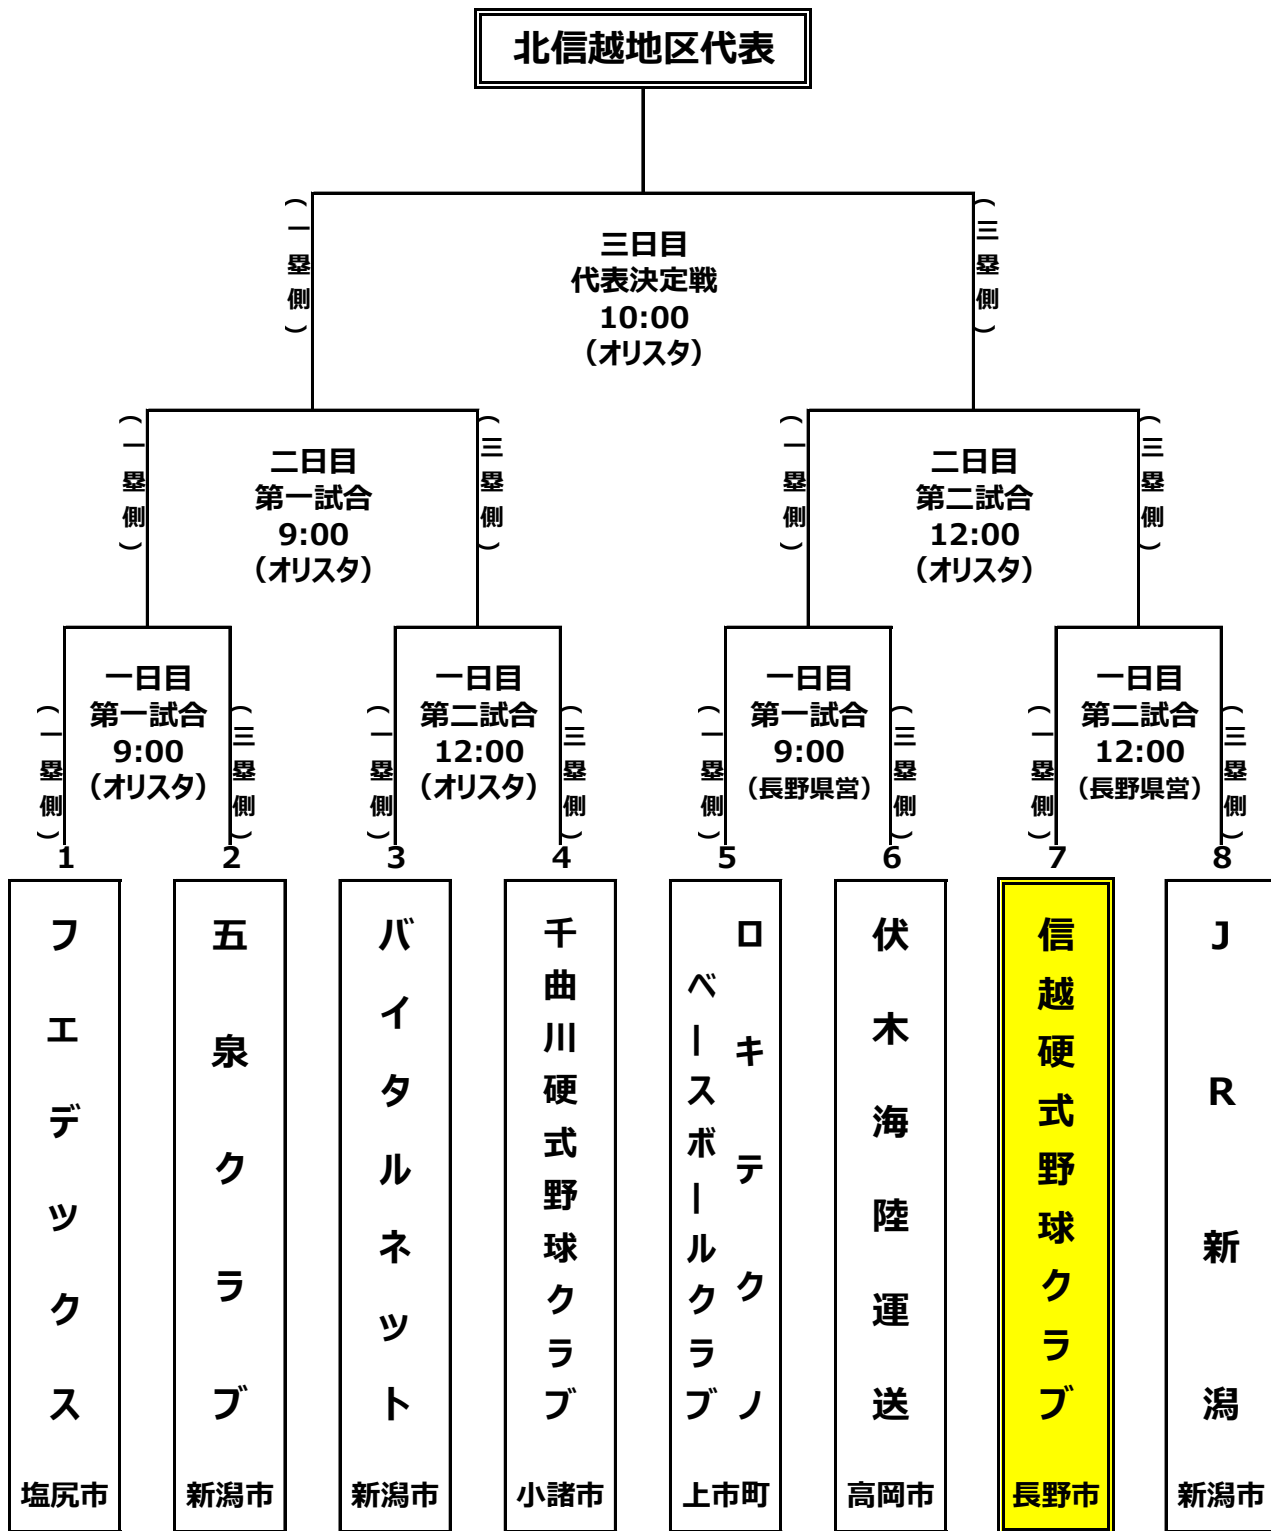 北信越地区代表
（一塁側）
三日目
代表決定戦
10:00
（オリスタ）
（三塁側）
（一塁側）
二日目
第一試合
9:00
（オリスタ）
（三塁側）
（一塁側）
二日目
第二試合
12:00
（オリスタ）
（三塁側）
（一塁側）
一日目
第一試合
9:00
（オリスタ）
（三塁側）
（一塁側）
一日目
第二試合
12:00
（オリスタ）
（三塁側）
（一塁側）
一日目
第一試合
9:00
（長野県営）
（三塁側）
（一塁側）
一日目
第二試合
12:00
（長野県営）
（三塁側）
1
フエデックス
塩尻市
2
五泉クラブ
新潟市
3
バイタルネット
新潟市
4
千曲川硬式野球クラブ
小諸市
5
ロキテクノ
ベースボールクラブ
上市町
6
伏木海陸運送
高岡市
7
信越硬式野球クラブ
長野市
8
JR新潟
新潟市